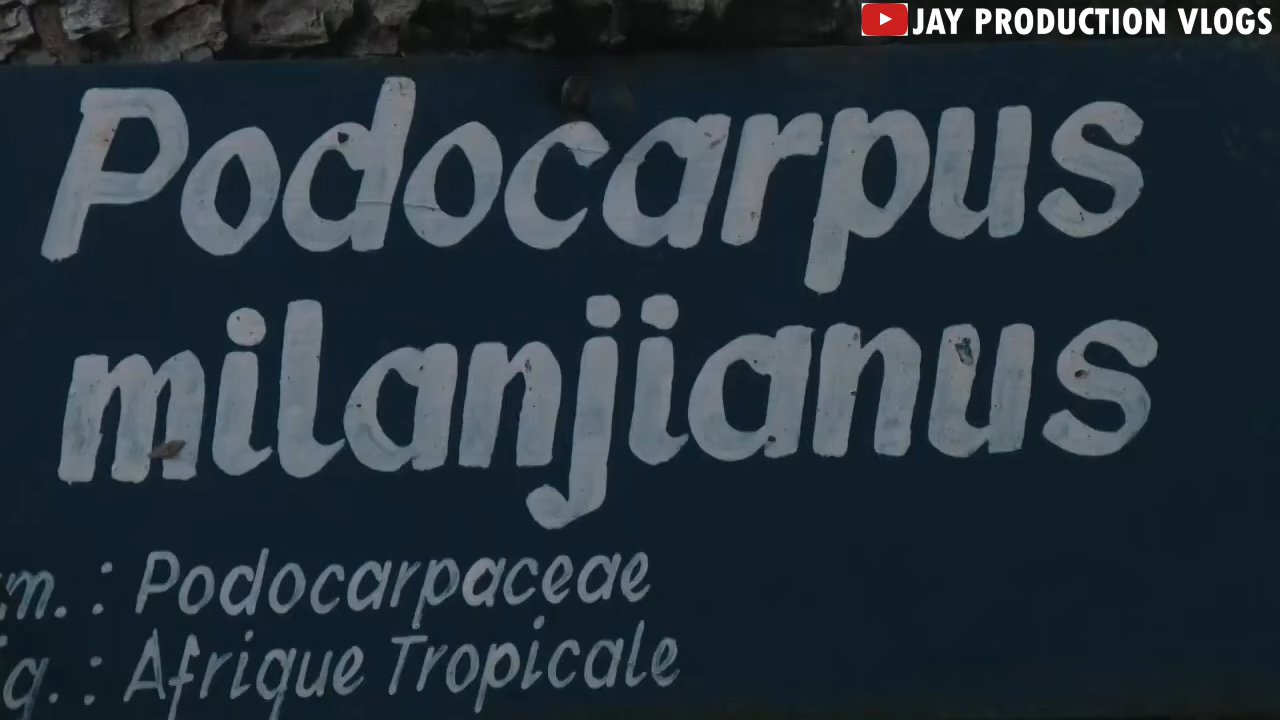 JAY PRODUCTION VLOGS
Podocarpus
milanjianus
m. : Podocarpaceae
g. : Afrique Tropicale